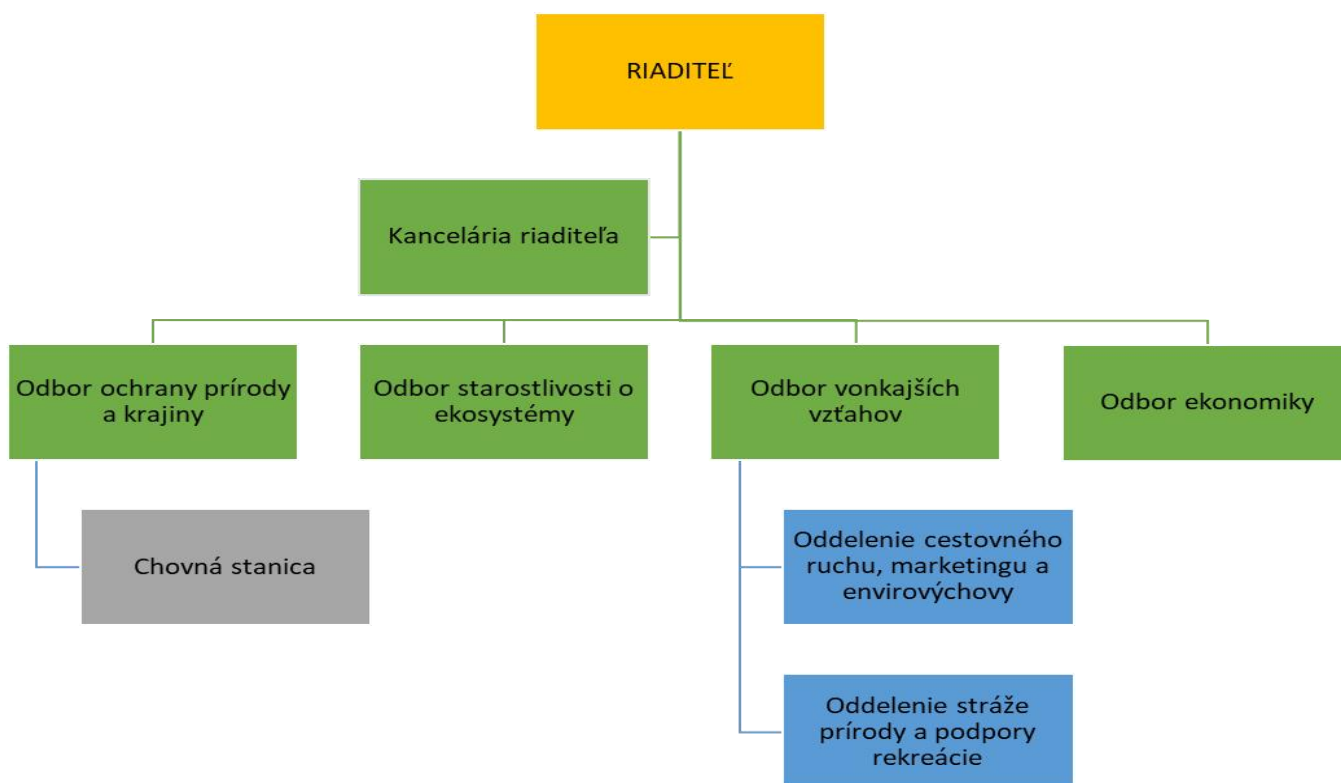 RIADITEĽ
Kancelária riaditeľa
Odbor ochrany prírody
a krajiny
Odbor starostlivosti o
ekosystémy
Odbor vonkajších
vzťahov
Odbor ekonomiky
Chovná stanica
Oddelenie cestovného
ruchu, marketingu a
envirovýchovy
Oddelenie stráže
prírody a podpory
rekreácie